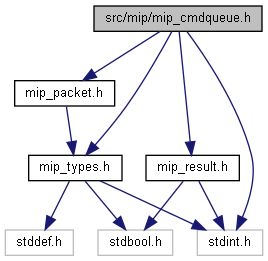 src/mip/mip_cmdqueue.h
mip_packet.h
mip_types.h
mip_result.h
stddef.h
stdbool.h
stdint.h